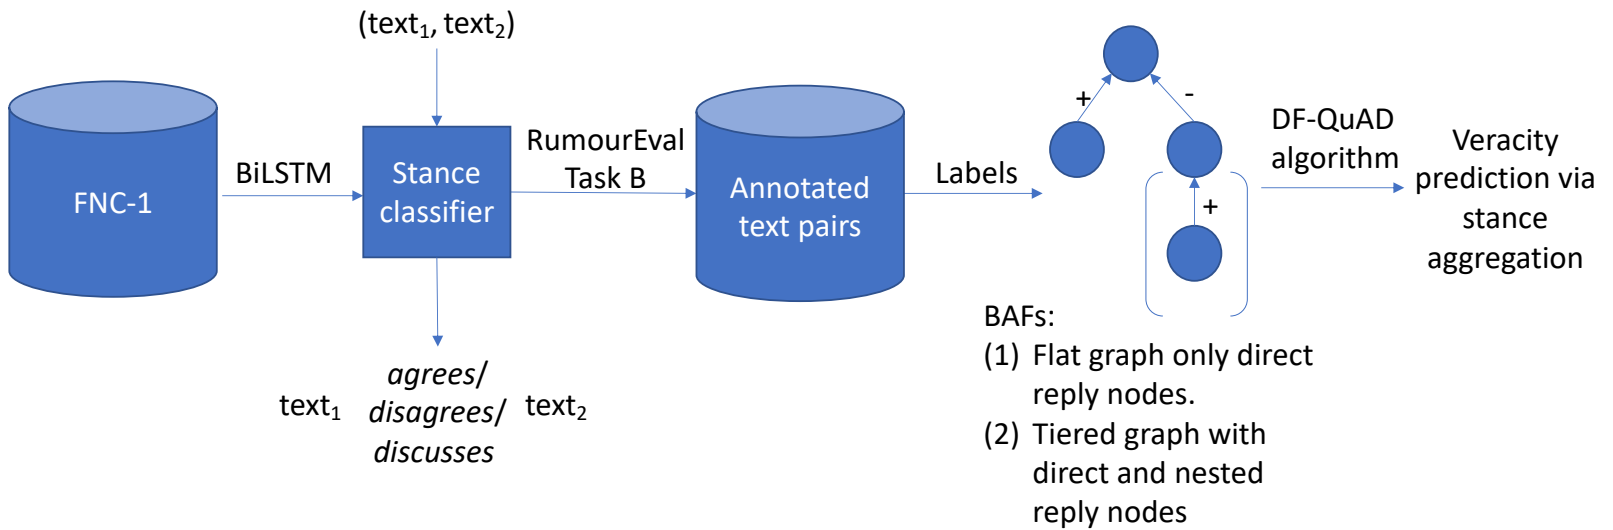 (text₁, text₂)
FNC-1
BiLSTM
Stance
classifier
agrees/
disagrees/
discusses
text₁
text₂
RumourEval
Task B
Annotated
text pairs
Labels
+
-
+
BAFs:
(1) Flat graph only direct
reply nodes.
(2) Tiered graph with
direct and nested
reply nodes
DF-QuAD
algorithm
Veracity
prediction via
stance
aggregation